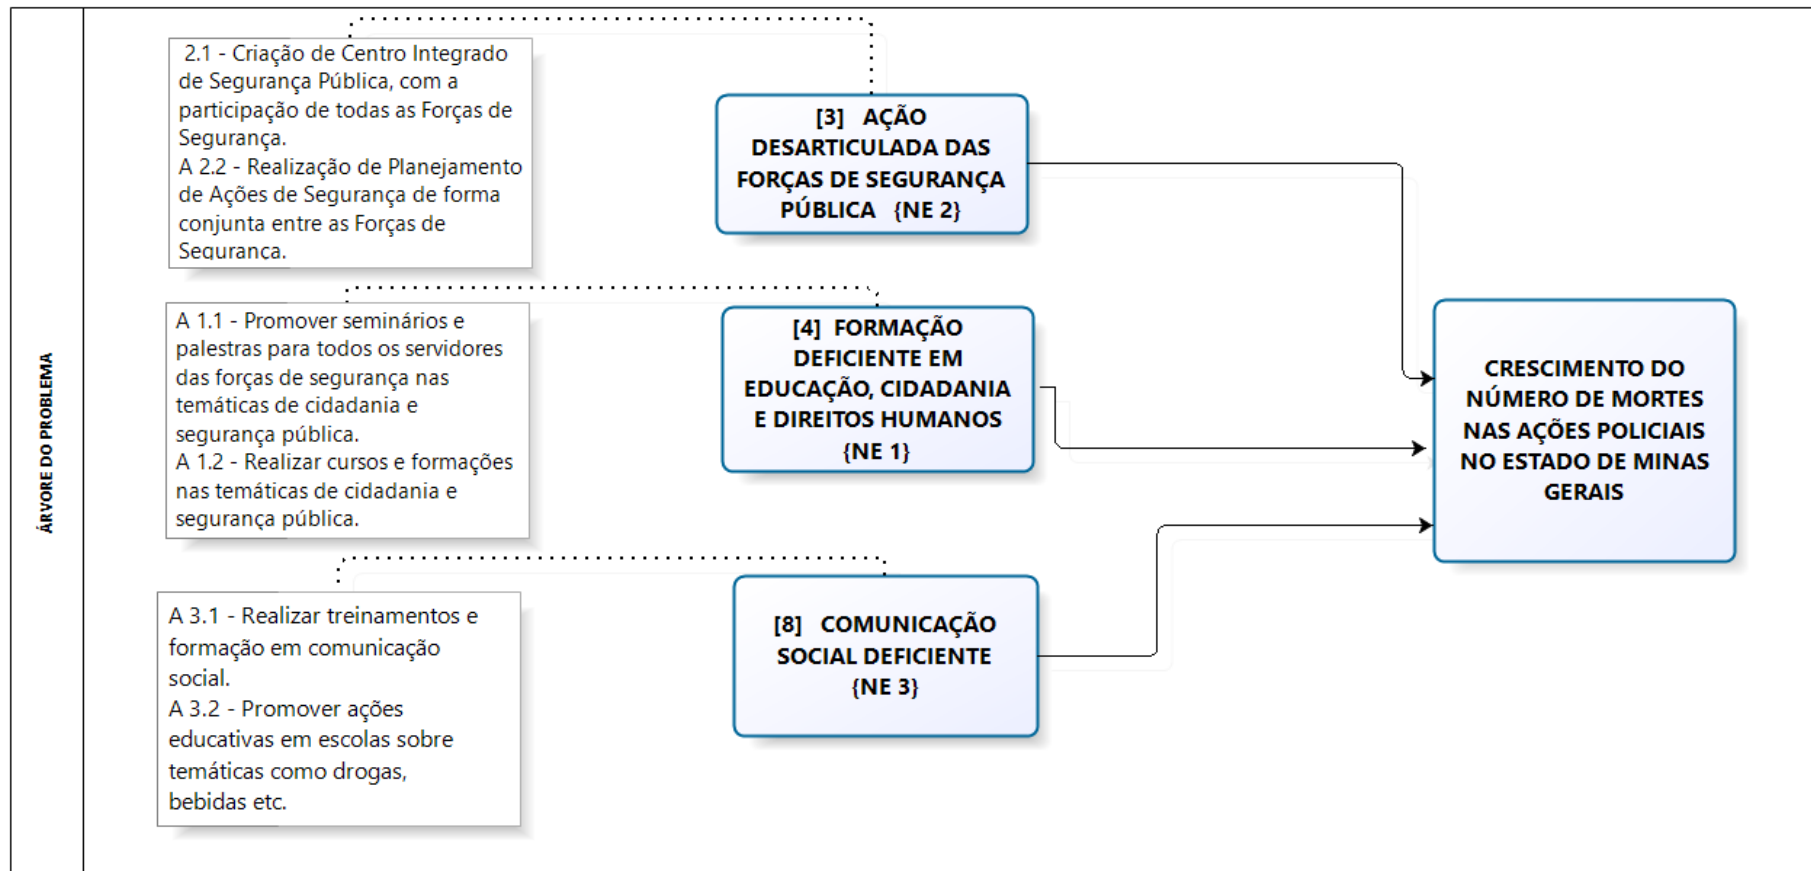 ÁRVORE DO PROBLEMA
2.1 - Criação de Centro Integrado
de Segurança Pública, com a
participação de todas as Forças de
Segurança.
A 2.2 - Realização de Planejamento
de Ações de Segurança de forma
conjunta entre as Forças de
Segurança.
[3] AÇÃO
DESARTICULADA DAS
FORÇAS DE SEGURANÇA
PÚBLICA {NE 2}
A 1.1 - Promover seminários e
palestras para todos os servidores
das forças de segurança nas
temáticas de cidadania e
segurança pública.
A 1.2 - Realizar cursos e formações
nas temáticas de cidadania e
segurança pública.
[4] FORMAÇÃO
DEFICIENTE EM
EDUCAÇÃO, CIDADANIA
E DIREITOS HUMANOS
{NE 1}
A 3.1 - Realizar treinamentos e
formação em comunicação
social.
A 3.2 - Promover ações
educativas em escolas sobre
temáticas como drogas,
bebidas etc.
[8] COMUNICAÇÃO
SOCIAL DEFICIENTE
{NE 3}
CRESCIMENTO DO
NÚMERO DE MORTES
NAS AÇÕES POLICIAIS
NO ESTADO DE MINAS
GERAIS